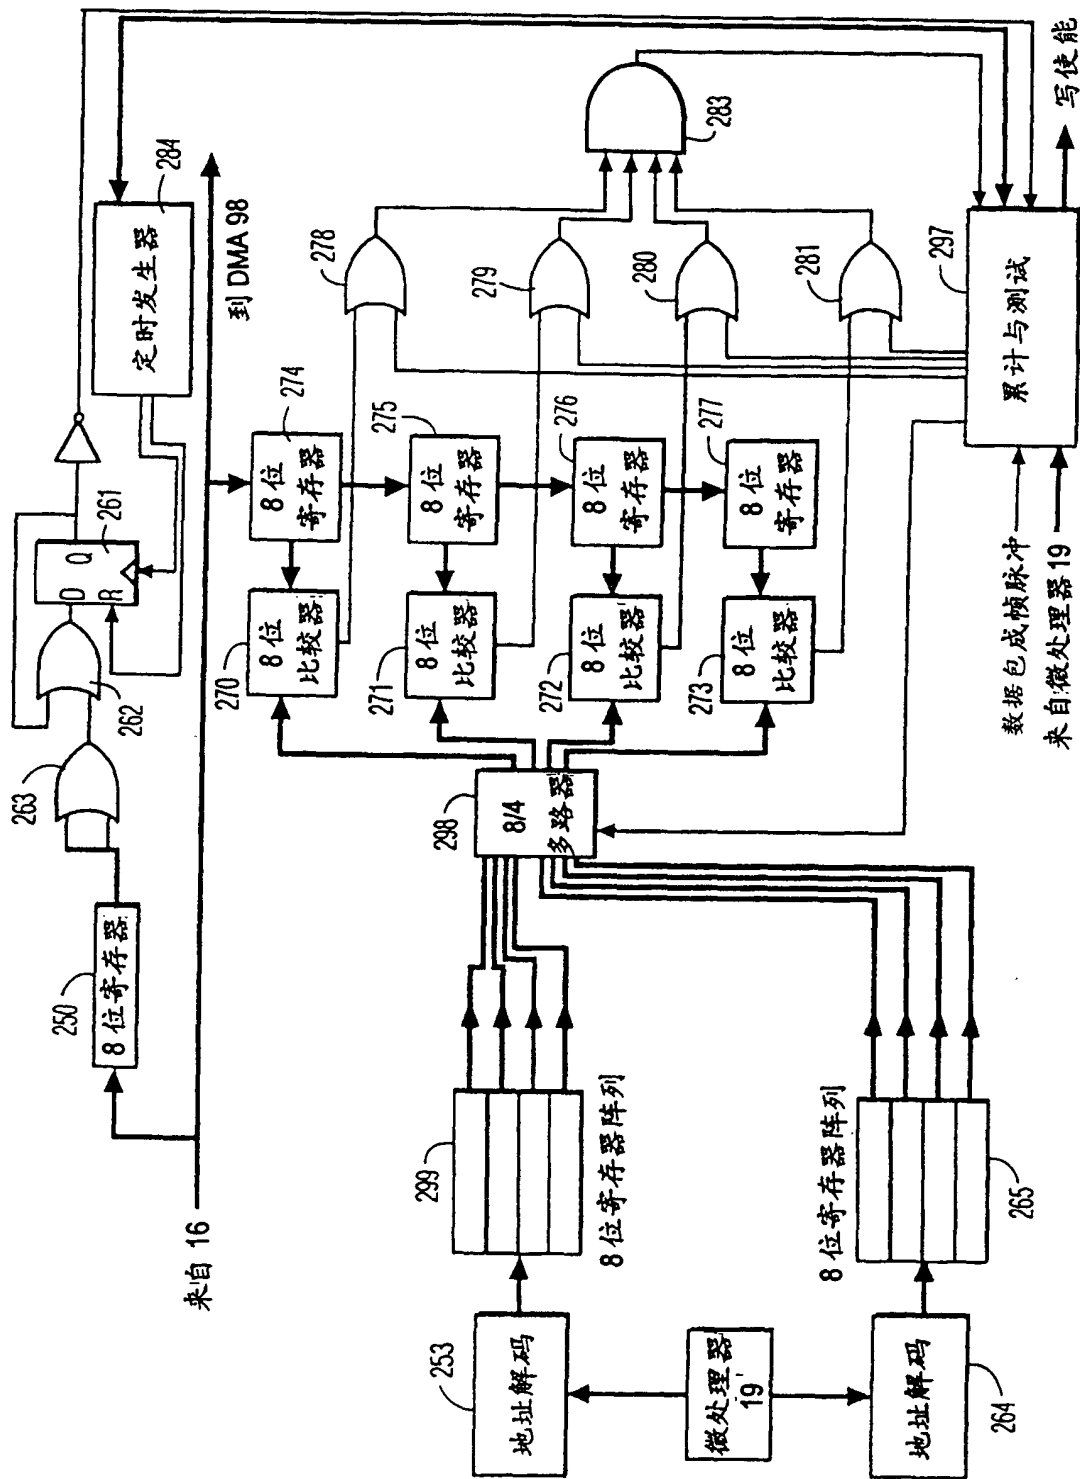 250
8位寄存器
263
262
D
Q
R
261
定时发生器
284
来自 16
到 DMA 98
270
8位
比较器
8位
寄存器
274
278
271
8位
比较器
8位
寄存器
275
279
272
8位
比较器
8位
寄存器
276
280
273
8位
比较器
8位
寄存器
277
281
283
298
8/4
多路器
299
8位寄存器阵列
8位寄存器阵列
265
253
地址解码
微处理器
19
地址解码
264
297
累计与测试
数据包成帧脉冲
来自微处理器19
写使能